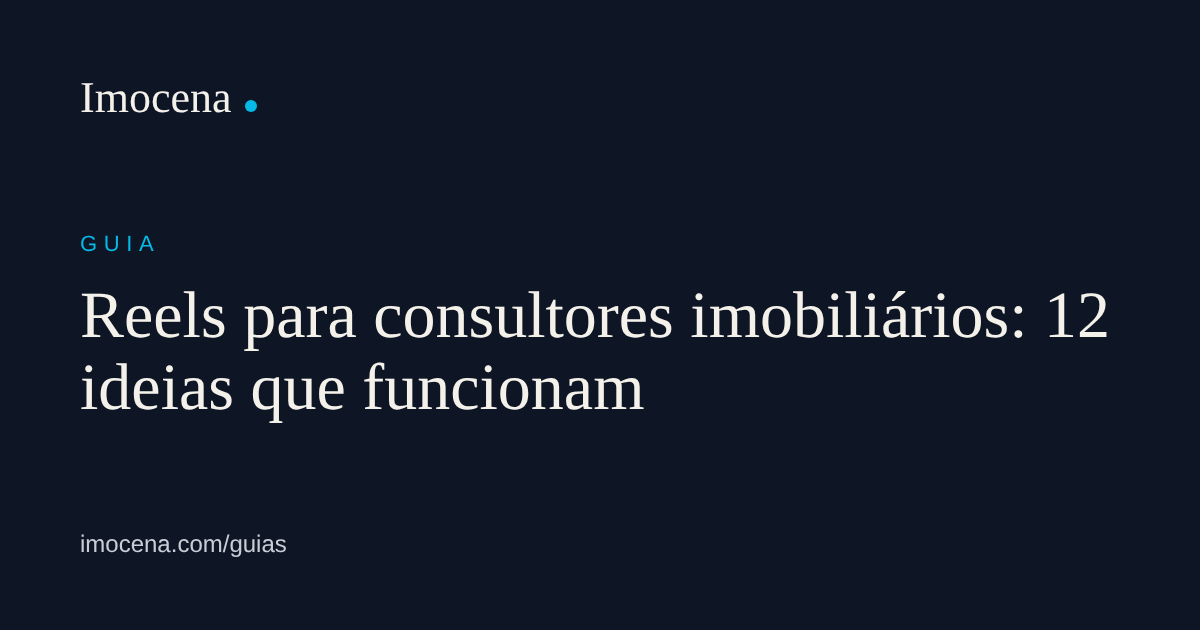 Imocena
GUIA
Reels para consultores imobiliários: 12
ideias que funcionam
imocena.com/guias